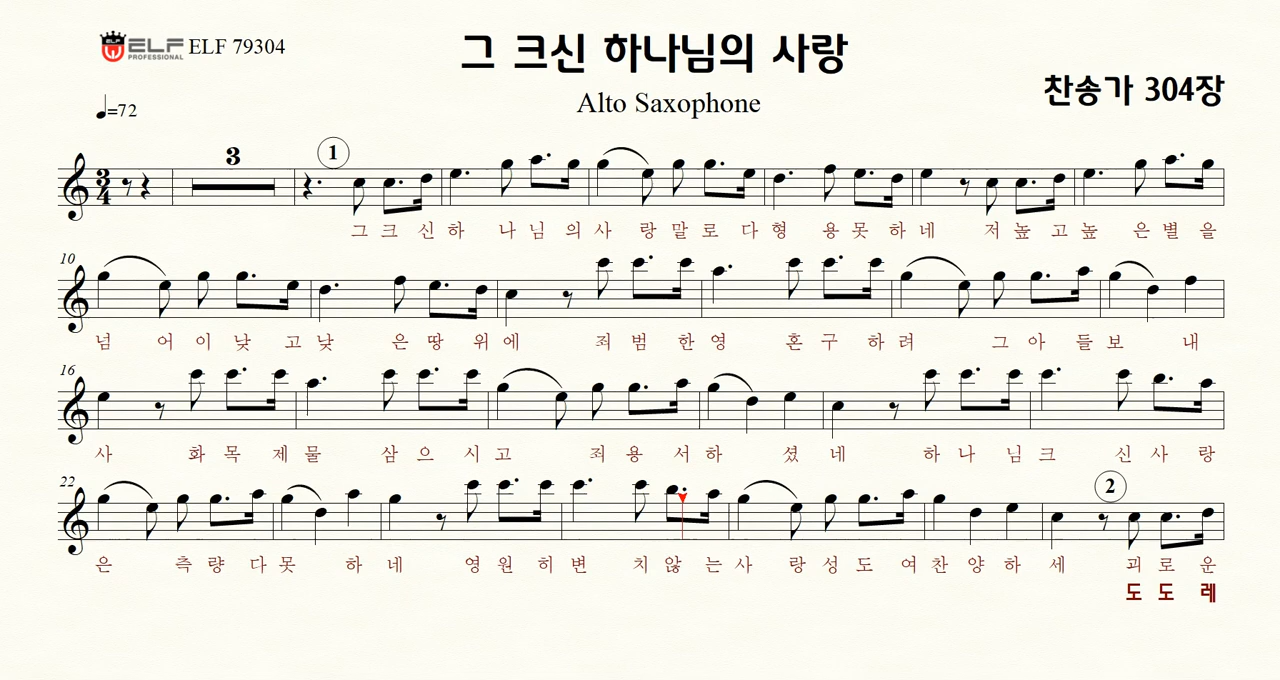 ELF PROFESSIONAL ELF 79304
그 크신 하나님의 사랑
찬송가 304장
=72
Alto Saxophone
3
1
3
4
그 크 신 하 나 님 의 사 랑 말 로 다 형 용 못 하 네 저 높 고 높 은 별 을
10
넘 어 이 낮 고 낮 은 땅 위 에 죄 범 한 영 혼 구 하 려 그 아 들 보 내
16
사 화 목 제 물 삼 으 시 고 죄 용 서 하 셨 네 하 나 님 크 신 사 랑
22
2
은 측 량 다 못 하 네 영 원 히 변 치 않 는 사 랑 성 도 여 찬 양 하 세 괴 로 운
도 도 레